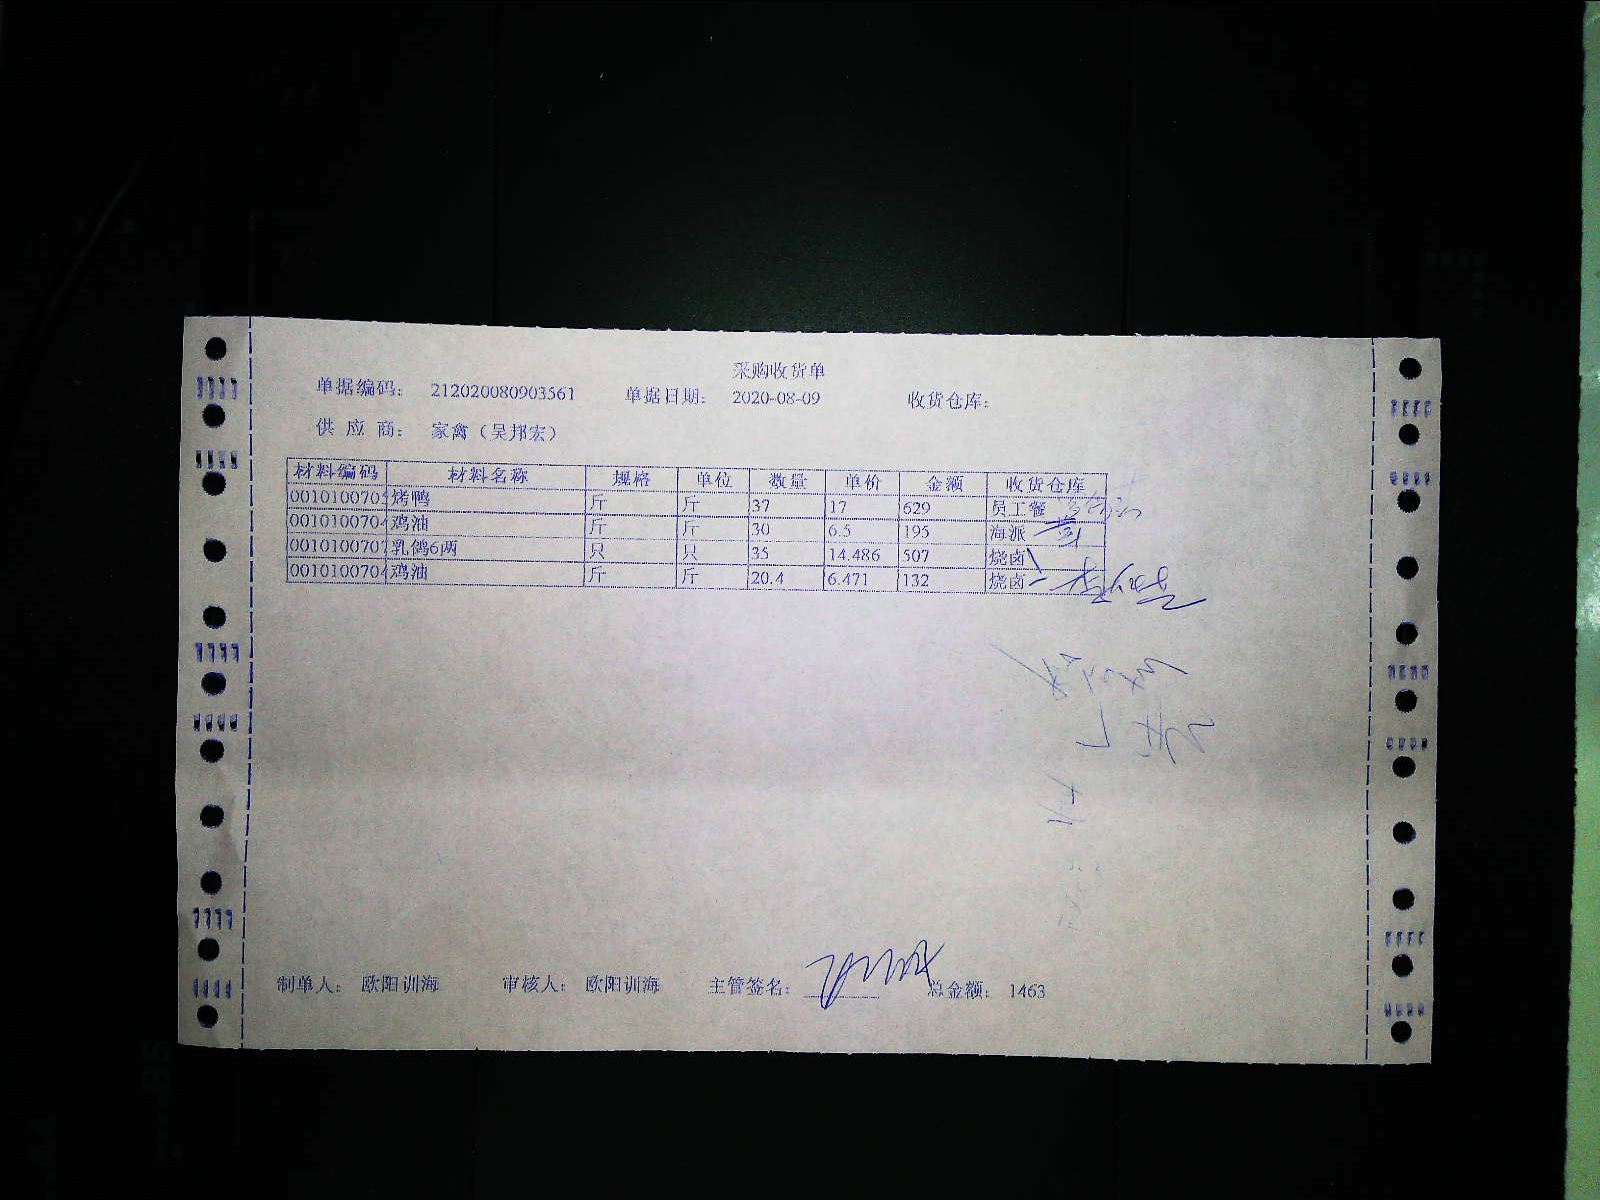 采购收货单
单据编码: 212020080903561 单据日期: 2020-08-09 收货仓库:
供 应 商: 家禽（吴邦宏）
材料编码 材料名称 规格 单位 数量 单价 金额 收货仓库
0010100705 烤鸭 斤 斤 37 17 629 员工餐
001010070 鸡油 斤 斤 30 6.5 195 海派
001010070 乳鸽6两 只 只 35 14.486 507 烧卤
001010070 鸡油 斤 斤 20.4 6.471 132 烧卤
制单人: 欧阳训海 审核人: 欧阳训海 主管签名: 总金额: 1463